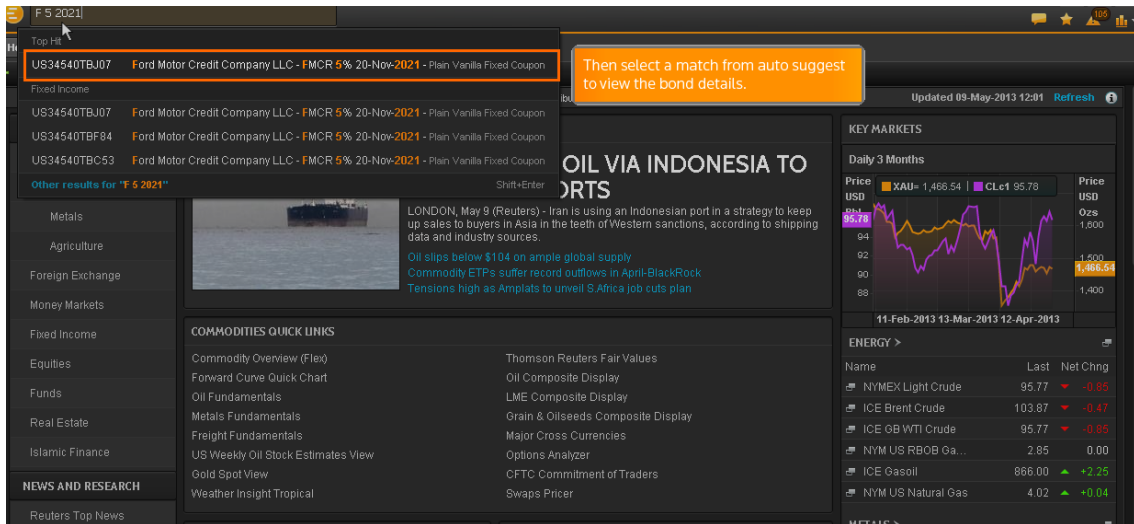 F 5 2021
105
Top Hit
US34540TBJ07 Ford Motor Credit Company LLC - FMCR 5% 20-Nov-2021 - Plain Vanilla Fixed Coupon
Fixed Income
US34540TBJ07 Ford Motor Credit Company LLC - FMCR 5% 20-Nov-2021 - Plain Vanilla Fixed Coupon
US34540TBF84 Ford Motor Credit Company LLC - FMCR 5% 20-Nov-2021 - Plain Vanilla Fixed Coupon
US34540TBC53 Ford Motor Credit Company LLC - FMCR 5% 20-Nov-2021 - Plain Vanilla Fixed Coupon
Other results for "F 5 2021" Shift+Enter
Then select a match from auto suggest
to view the bond details.
Updated 09-May-2013 12:01 Refresh
Metals
Agriculture
Foreign Exchange
Money Markets
Fixed Income
Equities
Funds
Real Estate
Islamic Finance
NEWS AND RESEARCH
Reuters Top News
OIL VIA INDONESIA TO
LONDON, May 9 (Reuters) - Iran is using an Indonesian port in a strategy to keep
up sales to buyers in Asia in the teeth of Western sanctions, according to shipping
data and industry sources.
Oil slips below $104 on ample global supply
Commodity ETPs suffer record outflows in April-BlackRock
Tensions high as Amplats to unveil S.Africa job cuts plan
COMMODITIES QUICK LINKS
Commodity Overview (Flex)
Forward Curve Quick Chart
Oil Fundamentals
Metals Fundamentals
Freight Fundamentals
US Weekly Oil Stock Estimates View
Gold Spot View
Weather Insight Tropical
Thomson Reuters Fair Values
Oil Composite Display
LME Composite Display
Grain & Oilseeds Composite Display
Major Cross Currencies
Options Analyzer
CFTC Commitment of Traders
Swaps Pricer
KEY MARKETS
Daily 3 Months
Price
USD
XAU= 1,466.54 CLc1 95.78
Price
USD
Ozs
95.78
94
92
90
88
1,600
1,500
1,466.54
1,400
11-Feb-2013 13-Mar-2013 12-Apr-2013
ENERGY >
Name Last Net Chng
NYMEX Light Crude 95.77 -0.85
ICE Brent Crude 103.87 -0.47
ICE GB WTI Crude 95.77 -0.85
NYM US RBOB Ga... 2.85 0.00
ICE Gasoil 866.00 +2.25
NYM US Natural Gas 4.02 +0.04
METALS >